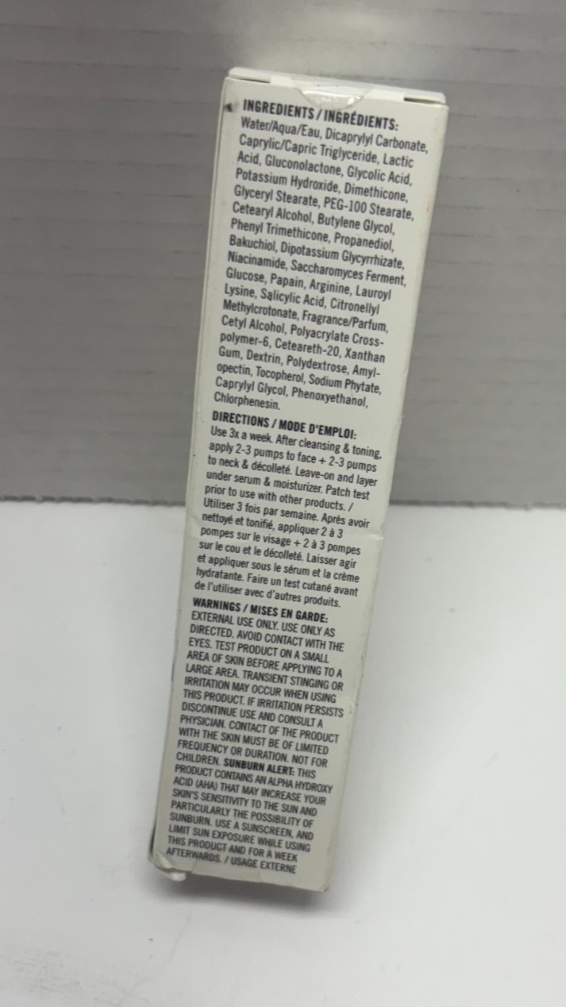 INGREDIENTS / INGRÉDIENTS:
Water/Aqua/Eau, Dicaprylyl Carbonate,
Caprylic/Capric Triglyceride, Lactic
Acid, Gluconolactone, Glycolic Acid,
Potassium Hydroxide, Dimethicone,
Glyceryl Stearate, PEG-100 Stearate,
Cetearyl Alcohol, Butylene Glycol,
Phenyl Trimethicone, Propanediol,
Bakuchiol, Dipotassium Glycyrrhizate,
Niacinamide, Saccharomyces Ferment,
Glucose, Papain, Arginine, Lauroyl
Lysine, Salicylic Acid, Citronellyl
Methylcrotonate, Fragrance/Parfum,
Cetyl Alcohol, Polyacrylate Cross-
polymer-6, Ceteareth-20, Xanthan
Gum, Dextrin, Polydextrose, Amyl-
opectin, Tocopherol, Sodium Phytate,
Caprylyl Glycol, Phenoxyethanol,
Chlorphenesin.
DIRECTIONS / MODE D'EMPLOI:
Use 3x a week. After cleansing & toning,
apply 2-3 pumps to face + 2-3 pumps
to neck & décolleté. Leave-on and layer
under serum & moisturizer. Patch test
prior to use with other products. /
Utiliser 3 fois par semaine. Après avoir
nettoyé et tonifié, appliquer 2 à 3
pompes sur le visage + 2 à 3 pompes
sur le cou et le décolleté. Laisser agir
et appliquer sous le sérum et la crème
hydratante. Faire un test cutané avant
de l'utiliser avec d'autres produits.
WARNINGS / MISES EN GARDE:
EXTERNAL USE ONLY. USE ONLY AS
DIRECTED. AVOID CONTACT WITH THE
EYES. TEST PRODUCT ON A SMALL
AREA OF SKIN BEFORE APPLYING TO A
LARGE AREA. TRANSIENT STINGING OR
IRRITATION MAY OCCUR WHEN USING
THIS PRODUCT. IF IRRITATION PERSISTS
DISCONTINUE USE AND CONSULT A
PHYSICIAN. CONTACT OF THE PRODUCT
WITH THE SKIN MUST BE OF LIMITED
FREQUENCY OR DURATION. NOT FOR
CHILDREN. SUNBURN ALERT: THIS
PRODUCT CONTAINS AN ALPHA HYDROXY
ACID (AHA) THAT MAY INCREASE YOUR
SKIN'S SENSITIVITY TO THE SUN AND
PARTICULARLY THE POSSIBILITY OF
SUNBURN. USE A SUNSCREEN, AND
LIMIT SUN EXPOSURE WHILE USING
THIS PRODUCT AND FOR A WEEK
AFTERWARDS. / USAGE EXTERNE